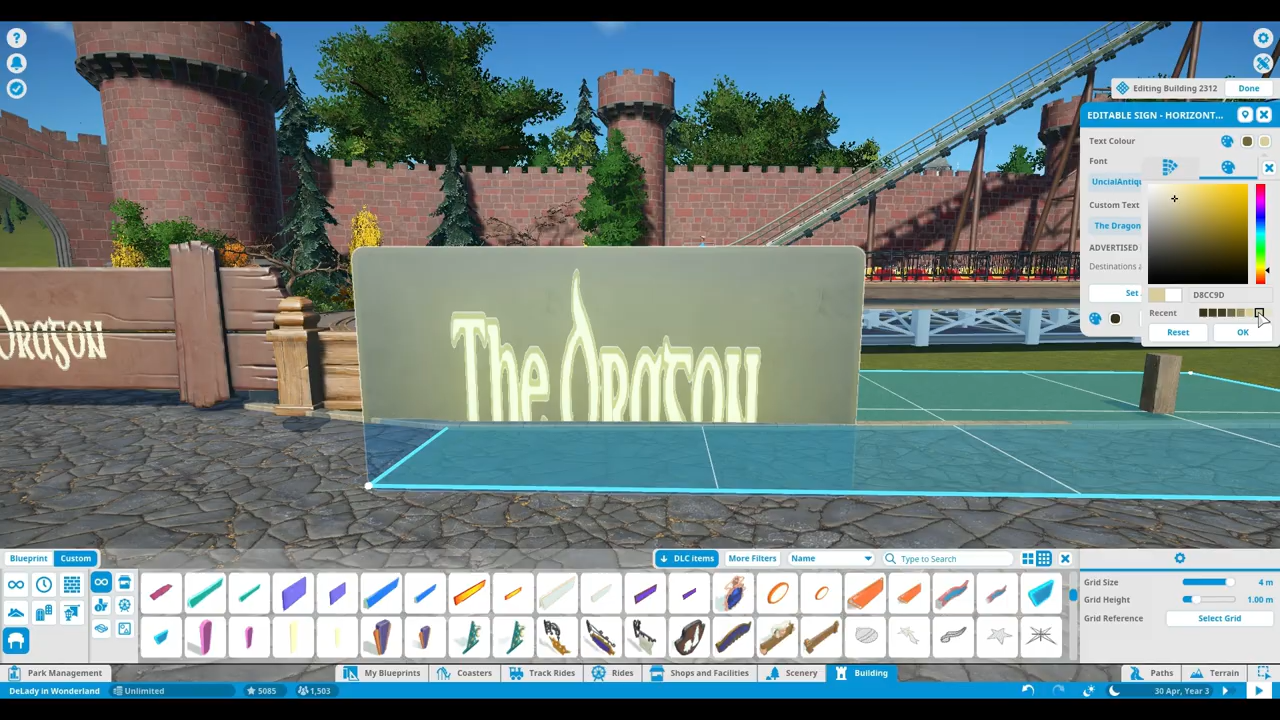 Editing Building 2312
Done
EDITABLE SIGN - HORIZONT...
Text Colour
Font
UncialAntiqu
Custom Text
The Dragon
ADVERTISED
Destinations a
Set
D8CC9D
Recent
Reset
OK
The Dragon
Dragon
Blueprint
Custom
DLC items
More Filters
Name
Type to Search
Grid Size
4 m
Grid Height
1.00 m
Grid Reference
Select Grid
Park Management
My Blueprints
Coasters
Track Rides
Rides
Shops and Facilities
Scenery
Building
Paths
Terrain
DeLady in Wonderland
Unlimited
5085
1,503
30 Apr, Year 3